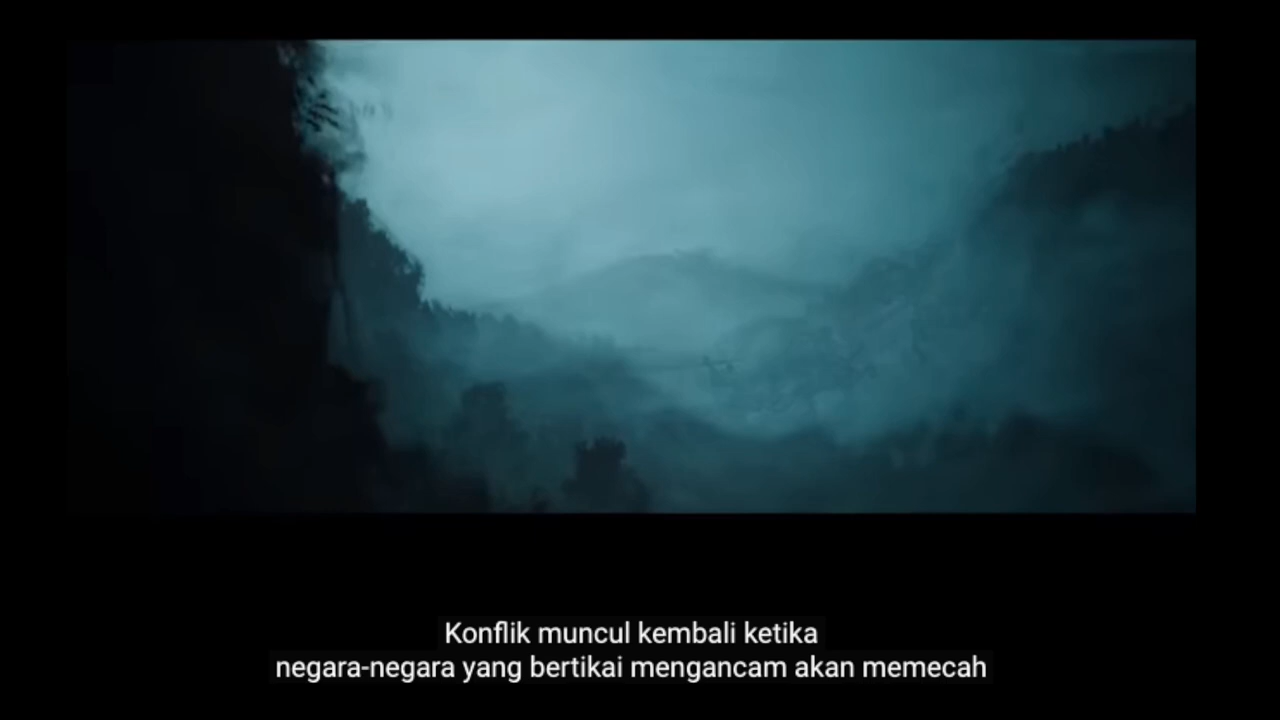 Konflik muncul kembali ketika
negara-negara yang bertikai mengancam akan memecah